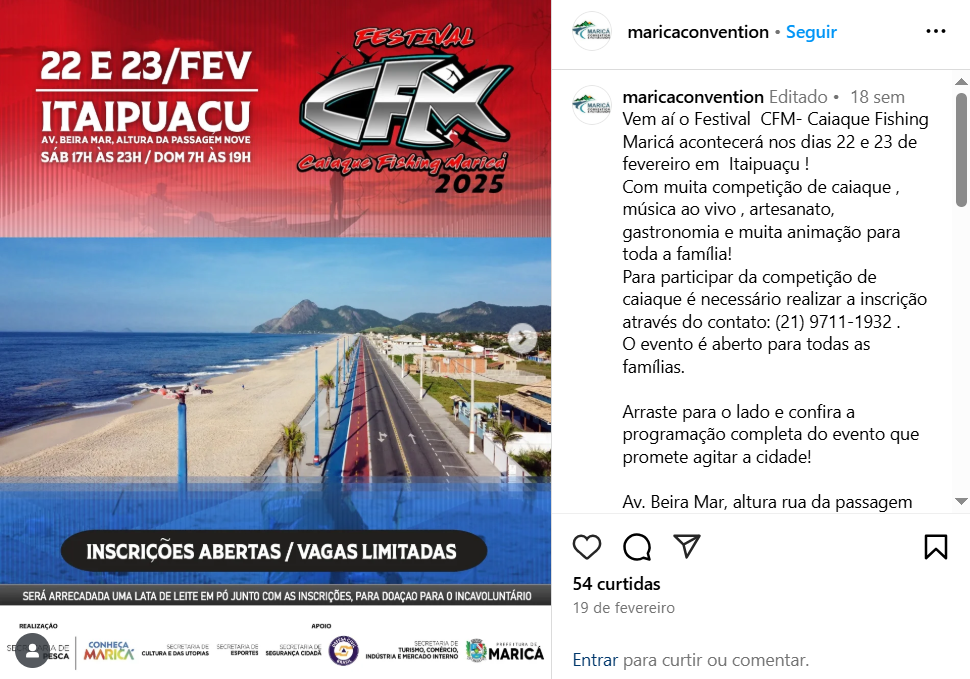 FESTIVAL
CFM
Caiaque Fishing Maricá
2025
22 E 23/FEV
ITAIPUAÇU
AV. BEIRA MAR, ALTURA DA PASSAGEM NOVE
SÁB 17H ÀS 23H / DOM 7H ÀS 19H
INSCRIÇÕES ABERTAS / VAGAS LIMITADAS
SERÁ ARRECADADA UMA LATA DE LEITE EM PÓ JUNTO COM AS INSCRIÇÕES, PARA DOAÇAO PARA O INCAVOLUNTÁRIO
REALIZAÇÃO
PESCA
CONHEÇA
MARICÁ
SECRETARIA DE
CULTURA E DAS UTOPIAS
SECRETARIA DE
ESPORTES
SECRETARIA DE
SEGURANÇA CIDADÃ
APOIO
SECRETARIA DE
TURISMO, COMÉRCIO,
INDÚSTRIA E MERCADO INTERNO
PREFEITURA DE
MARICÁ
maricaconvention • Seguir
maricaconvention Editado • 18 sem
Vem aí o Festival CFM- Caiaque Fishing
Maricá acontecerá nos dias 22 e 23 de
fevereiro em Itaipuaçu !
Com muita competição de caiaque ,
música ao vivo , artesanato,
gastronomia e muita animação para
toda a família!
Para participar da competição de
caiaque é necessário realizar a inscrição
através do contato: (21) 9711-1932 .
O evento é aberto para todas as
famílias.
Arraste para o lado e confira a
programação completa do evento que
promete agitar a cidade!
Av. Beira Mar, altura rua da passagem
54 curtidas
19 de fevereiro
Entrar para curtir ou comentar.